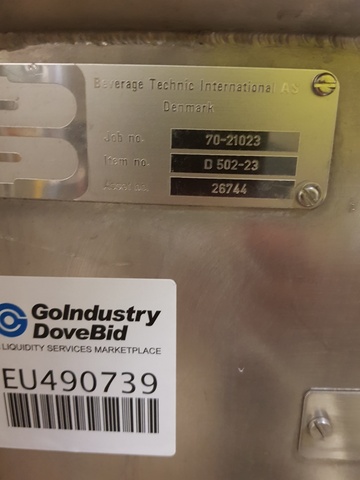 Beverage Technic International AS
Denmark
Job no. 70-21023
Item no. D 502-23
26744
GoIndustry
DoveBid
LIQUIDITY SERVICES MARKETPLACE
EU490739